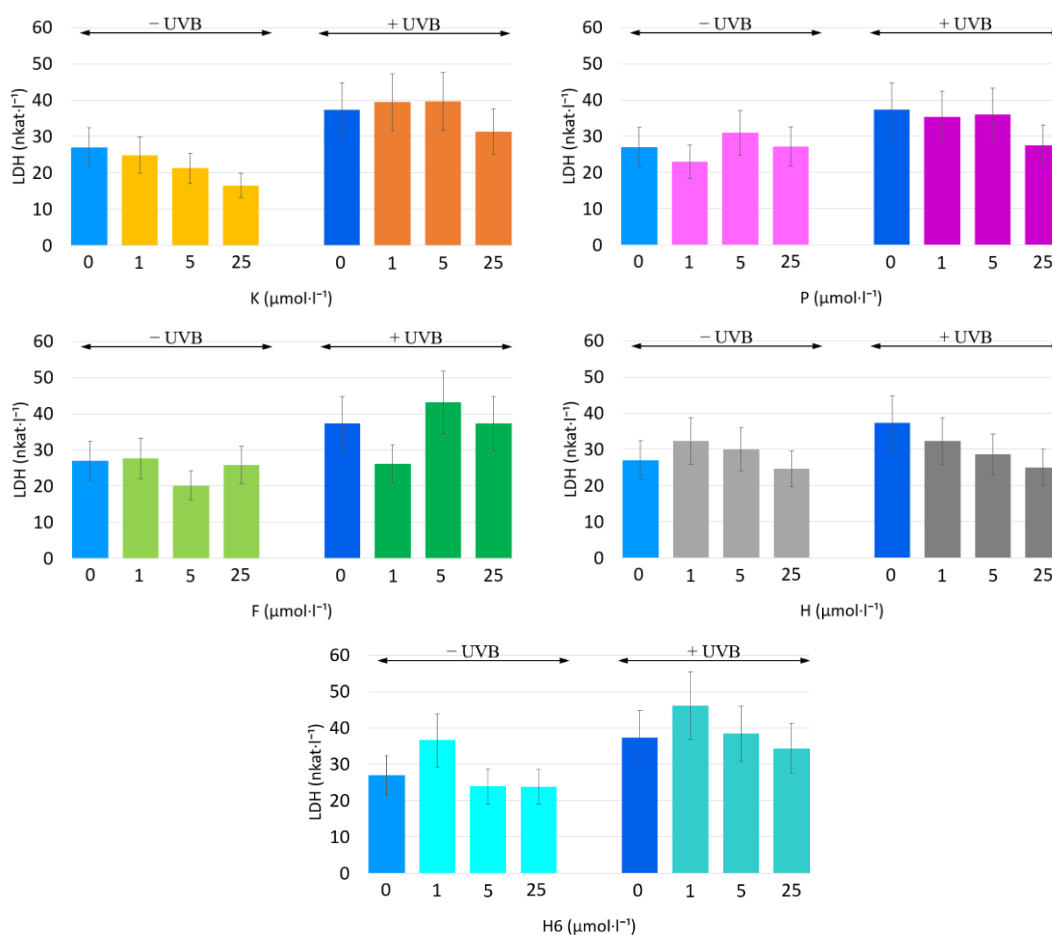 − UVB + UVB
60
50
40
30
20
10
0
LDH (nkat·l⁻¹)
0 1 5 25 0 1 5 25
K (µmol·l⁻¹)
− UVB + UVB
60
50
40
30
20
10
0
LDH (nkat·l⁻¹)
0 1 5 25 0 1 5 25
P (µmol·l⁻¹)
− UVB + UVB
60
50
40
30
20
10
0
LDH (nkat·l⁻¹)
0 1 5 25 0 1 5 25
F (µmol·l⁻¹)
− UVB + UVB
60
50
40
30
20
10
0
LDH (nkat·l⁻¹)
0 1 5 25 0 1 5 25
H (µmol·l⁻¹)
− UVB + UVB
60
50
40
30
20
10
0
LDH (nkat·l⁻¹)
0 1 5 25 0 1 5 25
H6 (µmol·l⁻¹)